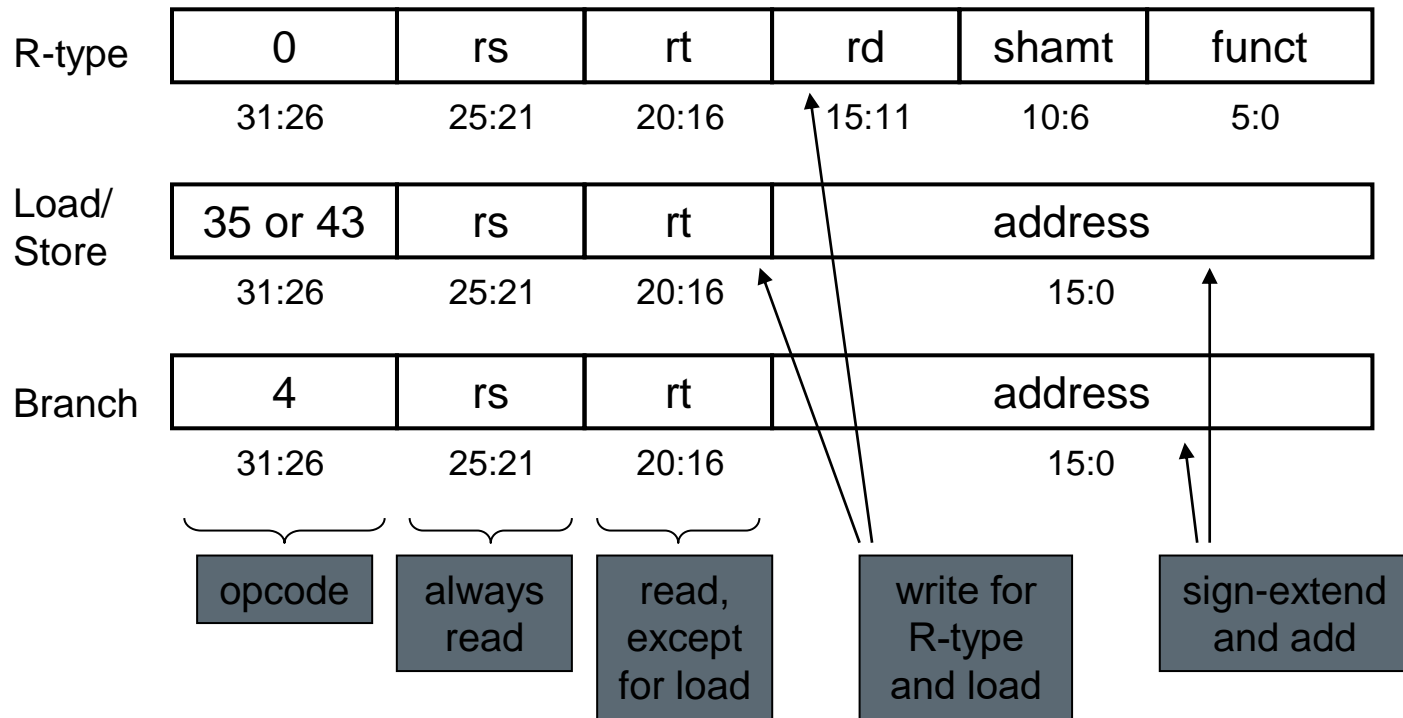 R-type 0 rs rt rd shamt funct
31:26 25:21 20:16 15:11 10:6 5:0
Load/
Store
35 or 43 rs rt address
31:26 25:21 20:16 15:0
Branch 4 rs rt address
31:26 25:21 20:16 15:0
opcode
always
read
read,
except
for load
write for
R-type
and load
sign-extend
and add